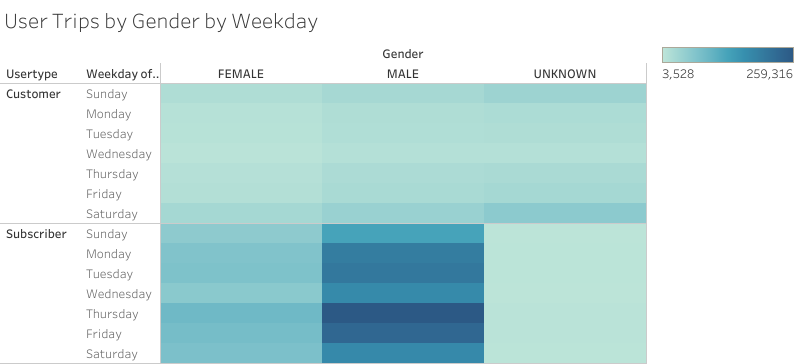 User Trips by Gender by Weekday
Gender
Usertype Weekday of.. FEMALE MALE UNKNOWN
3,528 259,316
Customer Sunday
Monday
Tuesday
Wednesday
Thursday
Friday
Saturday
Subscriber Sunday
Monday
Tuesday
Wednesday
Thursday
Friday
Saturday